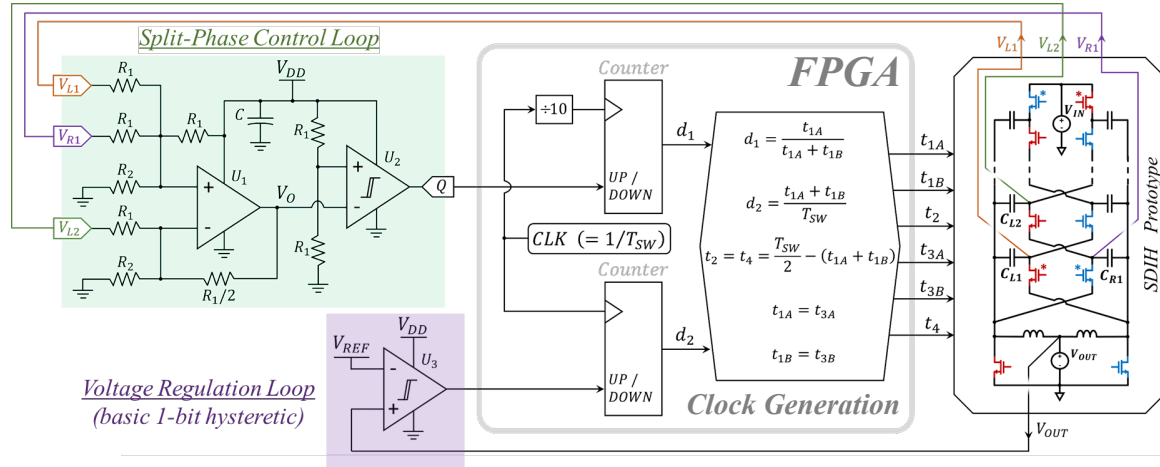 Split-Phase Control Loop
V_L1
R_1
V_R1
R_1
R_1
R_2
V_L2
R_1
R_2
R_1/2
C
V_DD
R_1
R_1
U_1
+
-
V_O
U_2
+
-
Q
FPGA
Counter
÷10
UP /
DOWN
d_1
CLK (= 1/T_SW)
Counter
UP /
DOWN
d_2
d_1 = t_1A / (t_1A + t_1B)
d_2 = (t_1A + t_1B) / T_SW
t_2 = t_4 = T_SW/2 − (t_1A + t_1B)
t_1A = t_3A
t_1B = t_3B
Clock Generation
t_1A
t_1B
t_2
t_3A
t_3B
t_4
V_L1
V_L2
V_R1
*
*
V_IN
C_L2
C_L1
*
*
C_R1
V_OUT
SDIH Prototype
V_OUT
Voltage Regulation Loop
(basic 1-bit hysteretic)
V_REF
V_DD
U_3
-
+